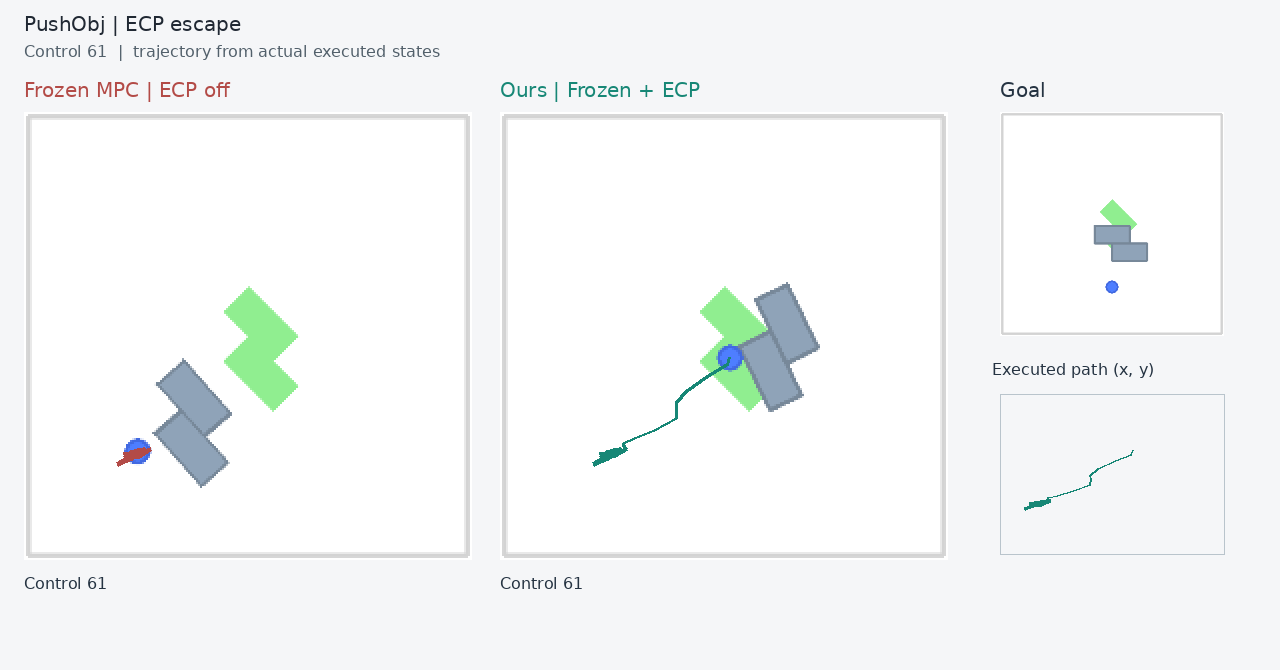 PushObj | ECP escape
Control 61 | trajectory from actual executed states
Frozen MPC | ECP off
Ours | Frozen + ECP
Goal
Executed path (x, y)
Control 61
Control 61